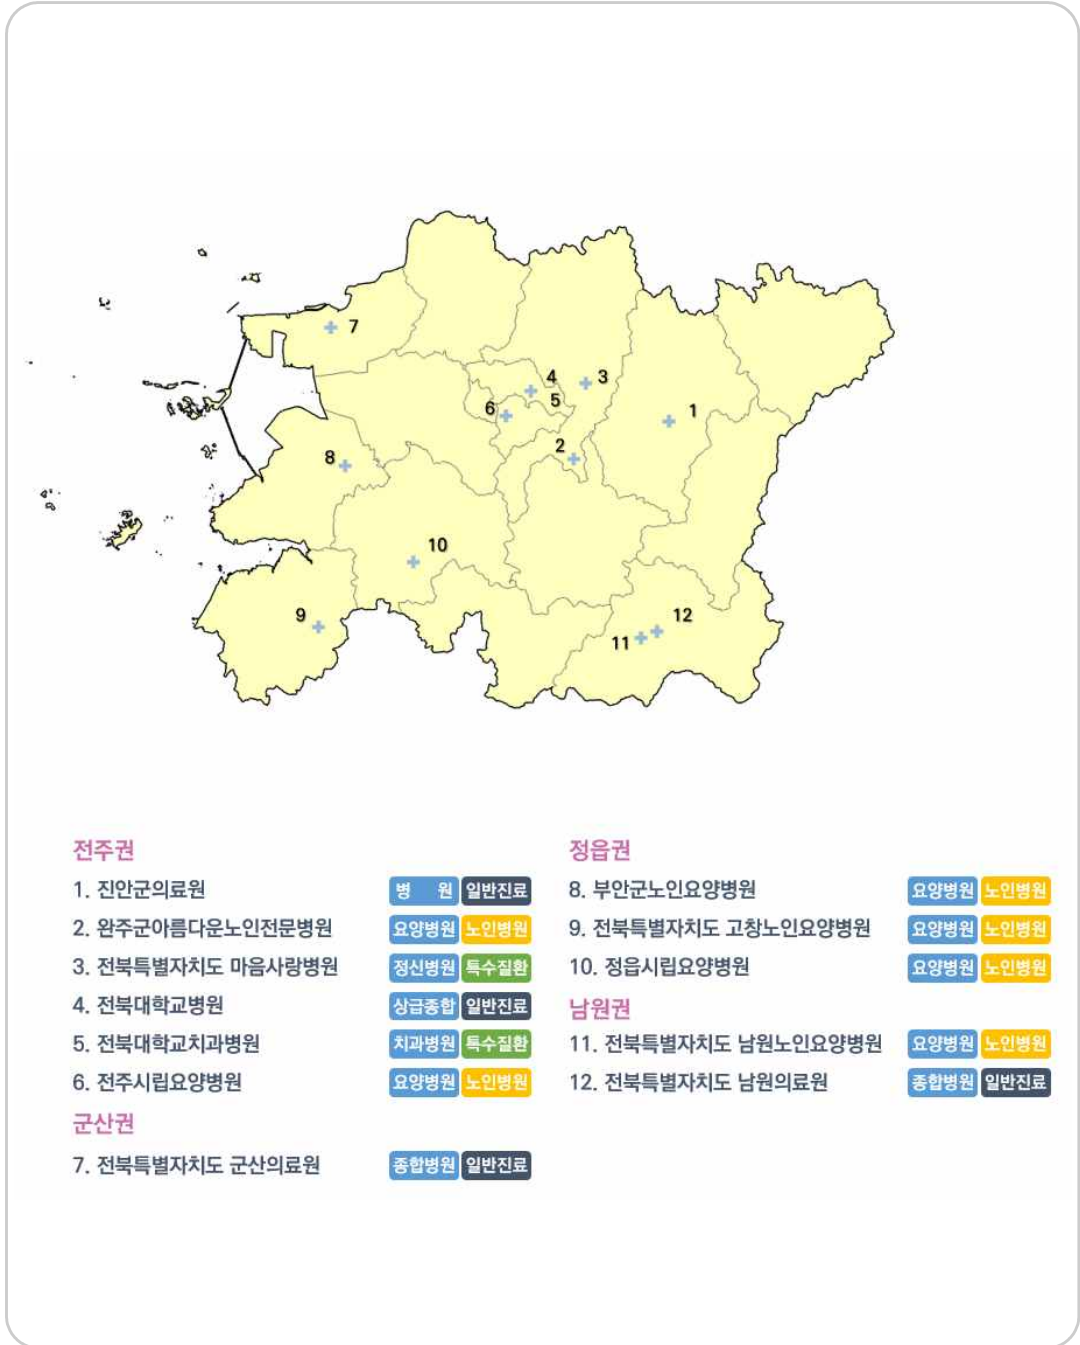 7
4
3
5
6
1
2
8
10
9
12
11
전주권
1. 진안군의료원 병 원 일반진료
2. 완주군아름다운노인전문병원 요양병원 노인병원
3. 전북특별자치도 마음사랑병원 정신병원 특수질환
4. 전북대학교병원 상급종합 일반진료
5. 전북대학교치과병원 치과병원 특수질환
6. 전주시립요양병원 요양병원 노인병원
군산권
7. 전북특별자치도 군산의료원 종합병원 일반진료
정읍권
8. 부안군노인요양병원 요양병원 노인병원
9. 전북특별자치도 고창노인요양병원 요양병원 노인병원
10. 정읍시립요양병원 요양병원 노인병원
남원권
11. 전북특별자치도 남원노인요양병원 요양병원 노인병원
12. 전북특별자치도 남원의료원 종합병원 일반진료